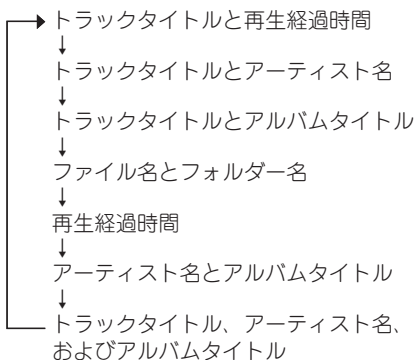 トラックタイトルと再生経過時間
↓
トラックタイトルとアーティスト名
↓
トラックタイトルとアルバムタイトル
↓
ファイル名とフォルダー名
↓
再生経過時間
↓
アーティスト名とアルバムタイトル
↓
トラックタイトル、アーティスト名、
およびアルバムタイトル